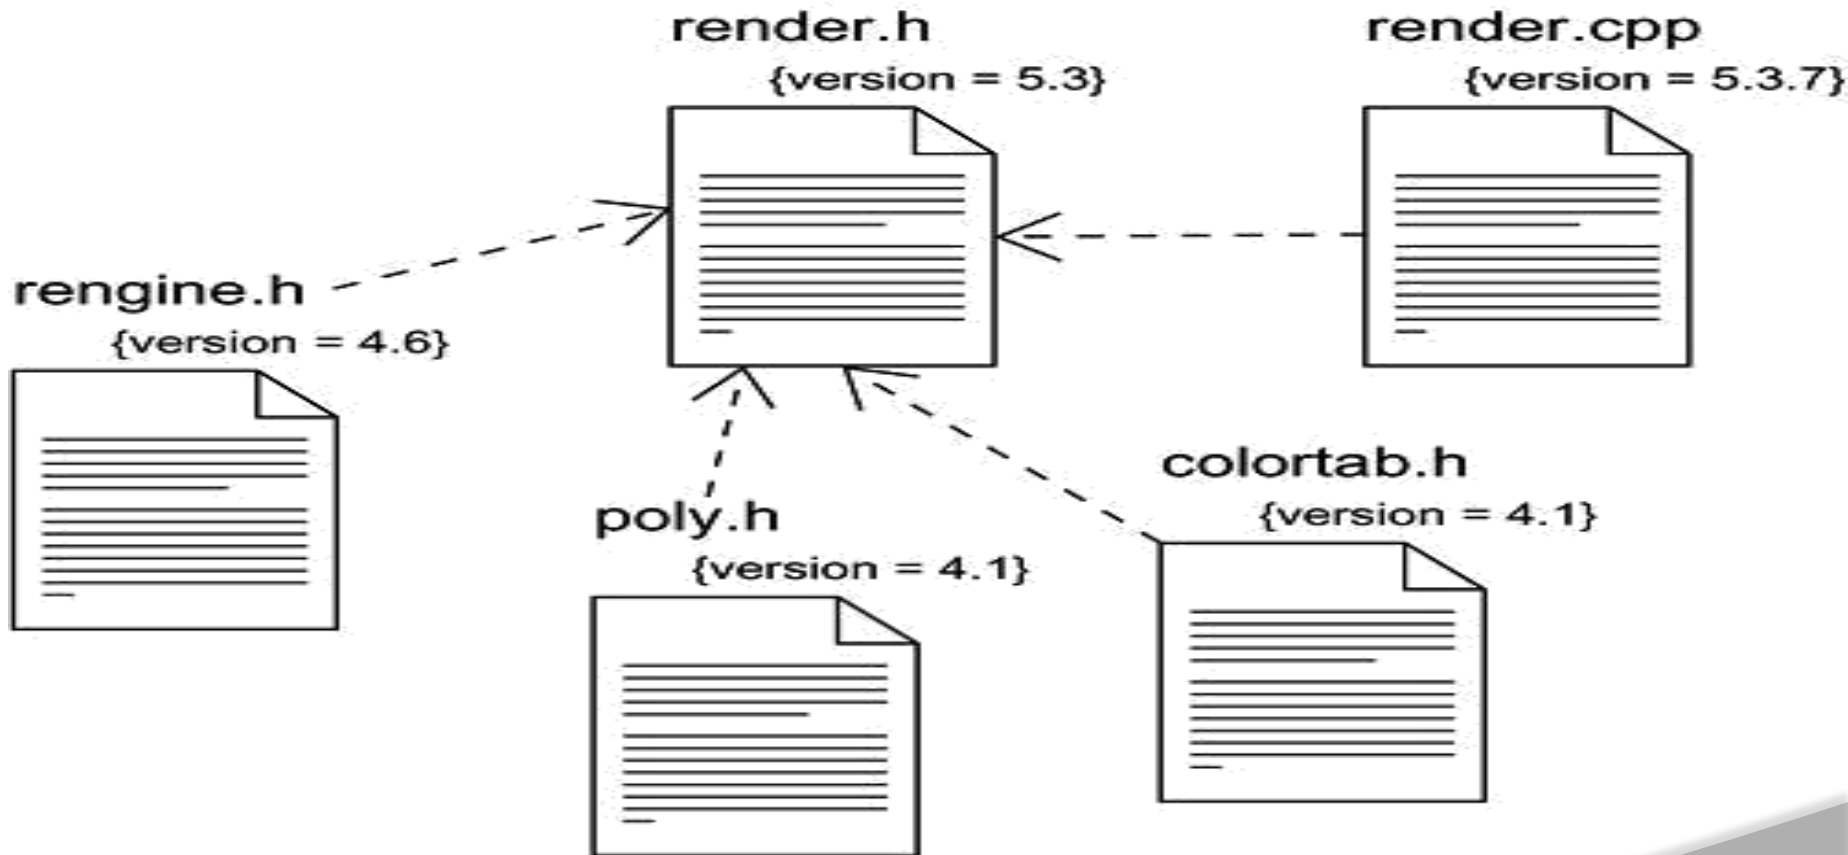 render.h
{version = 5.3}
render.cpp
{version = 5.3.7}
rengine.h
{version = 4.6}
colortab.h
{version = 4.1}
poly.h
{version = 4.1}